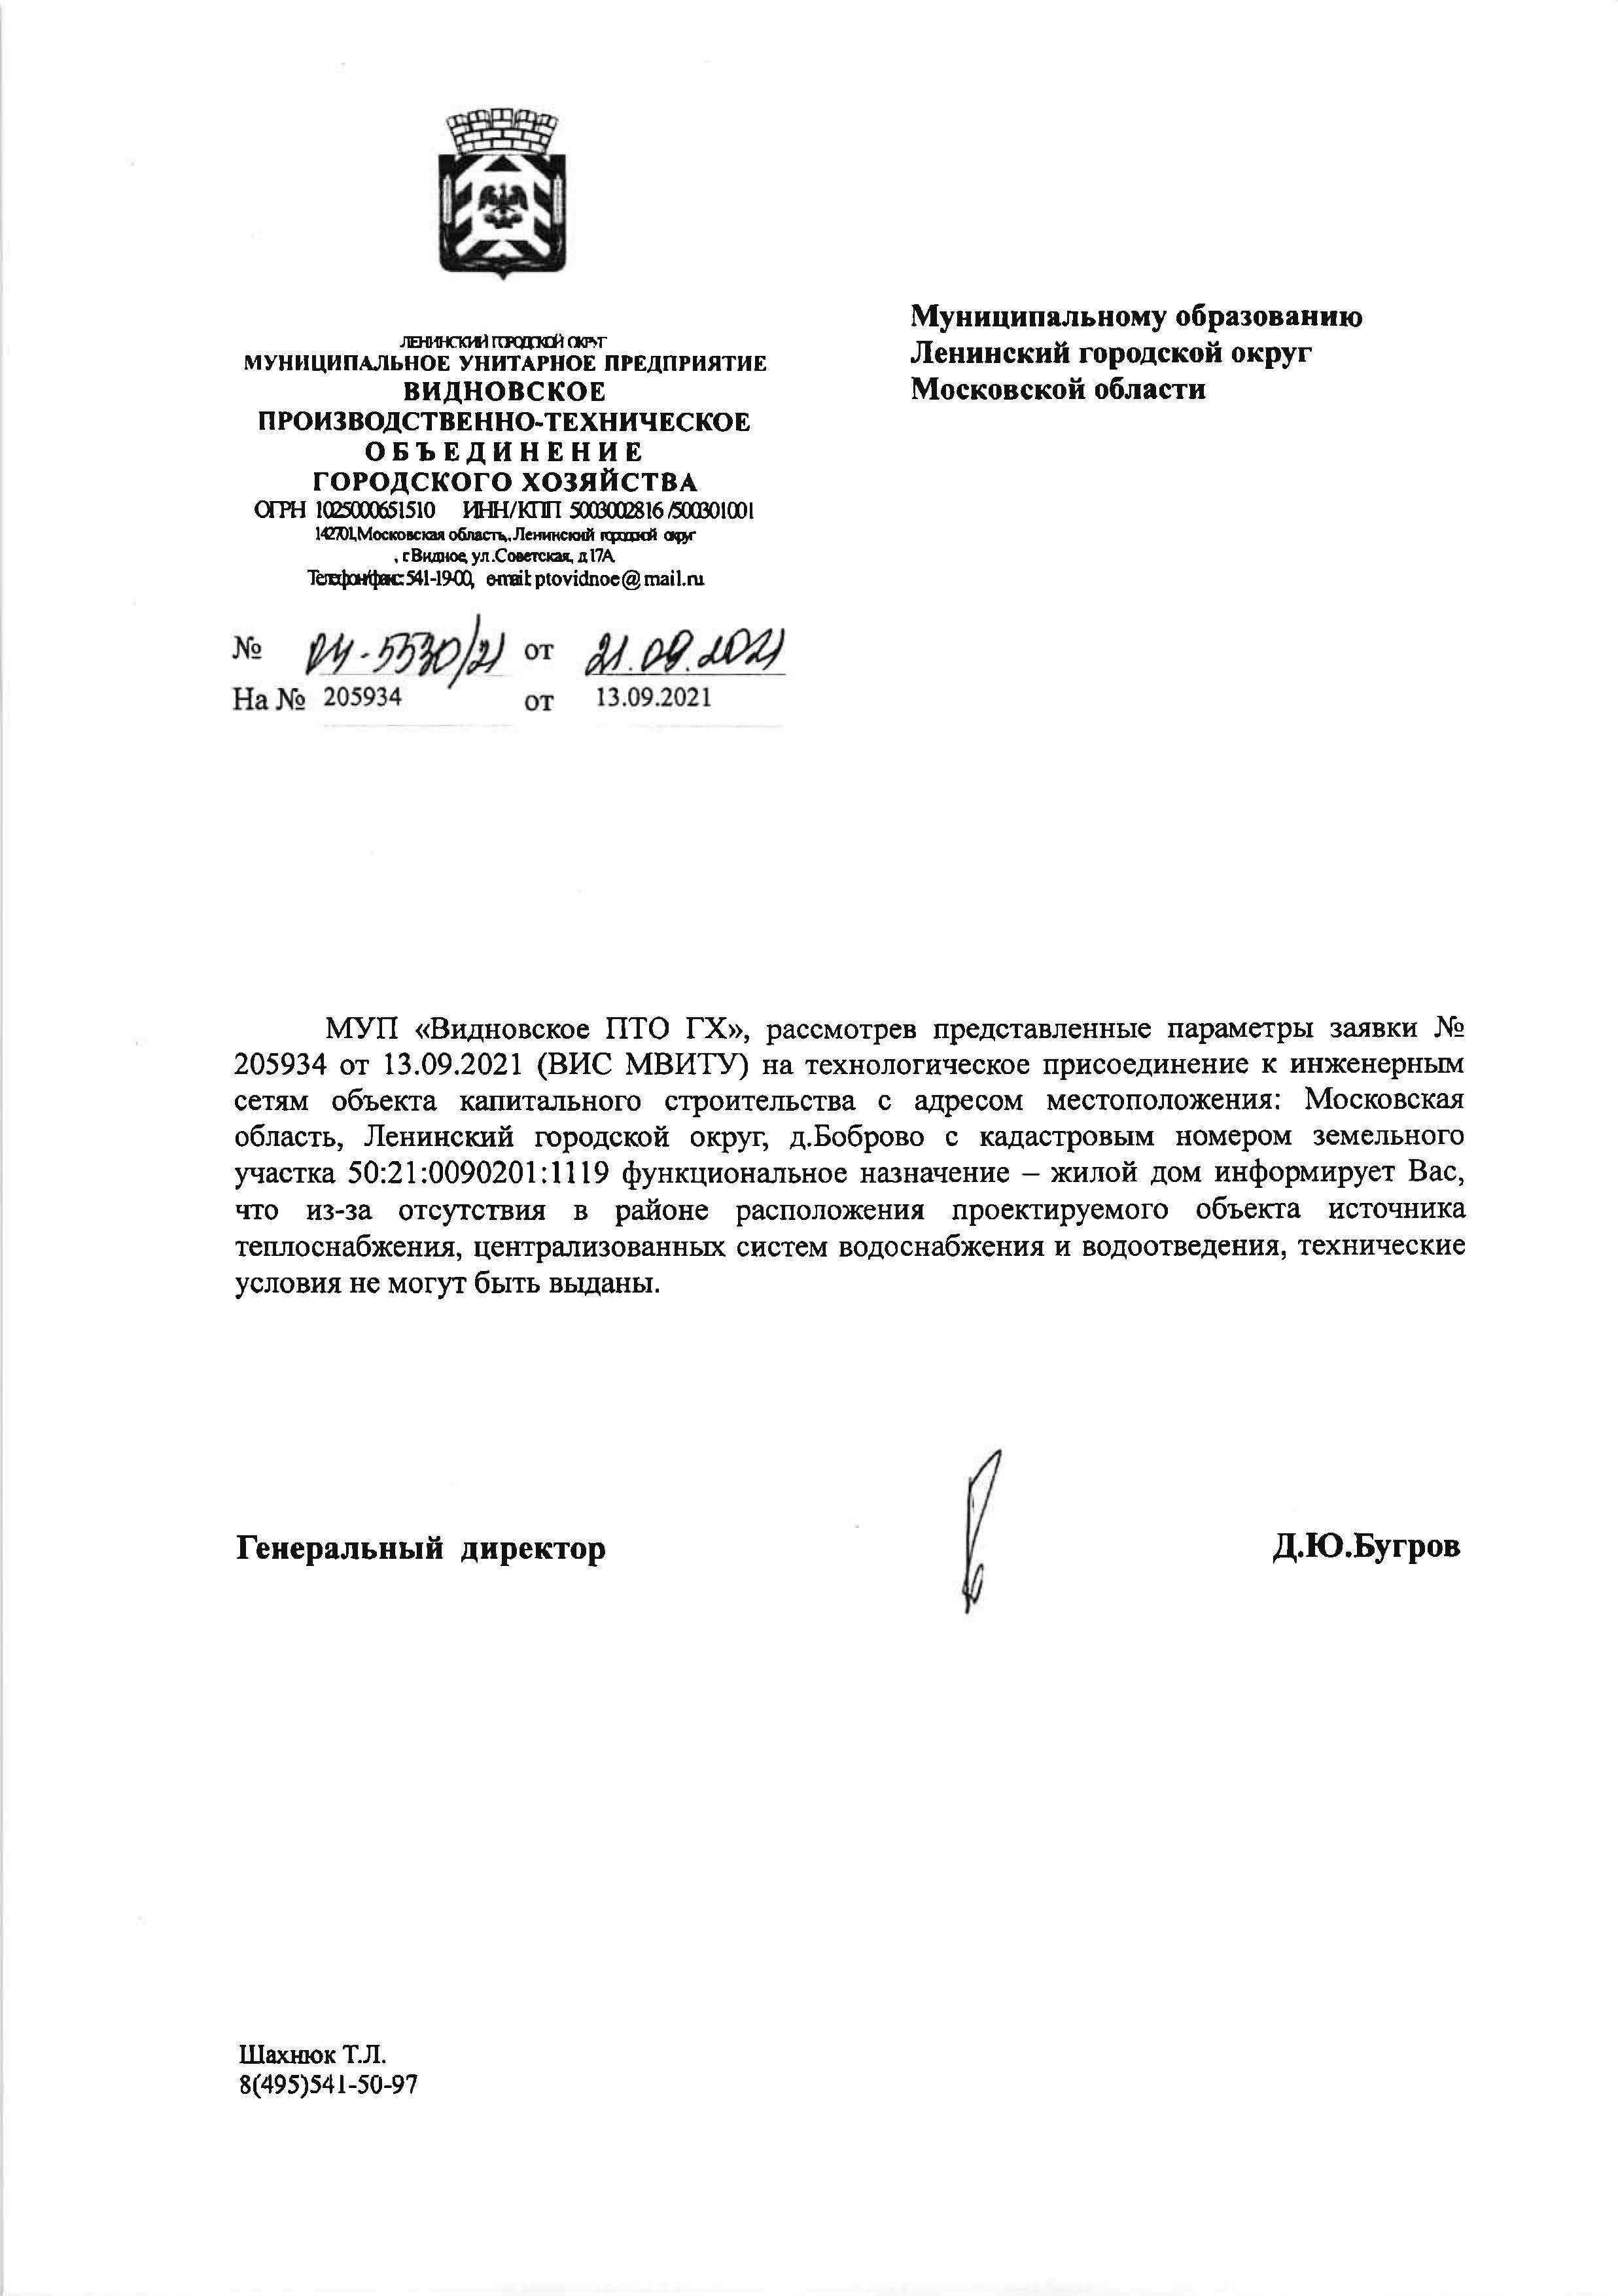 ЛЕНИНСКИЙ ГОРОДСКОЙ ОКРУГ
МУНИЦИПАЛЬНОЕ УНИТАРНОЕ ПРЕДПРИЯТИЕ
ВИДНОВСКОЕ
ПРОИЗВОДСТВЕННО-ТЕХНИЧЕСКОЕ
ОБЪЕДИНЕНИЕ
ГОРОДСКОГО ХОЗЯЙСТВА
ОГРН 1025000651510 ИНН/КПП 5003002816 /500301001
142701,Московская область, Ленинский городской округ
, г.Видное, ул.Советская, д 17А
Телефон/факс: 541-19-00, e-mail: ptovidnoe@mail.ru
Муниципальному образованию
Ленинский городской округ
Московской области
№ -5530/21 от 21.09.2021
На № 205934 от 13.09.2021
МУП «Видновское ПТО ГХ», рассмотрев представленные параметры заявки №
205934 от 13.09.2021 (ВИС МВИТУ) на технологическое присоединение к инженерным
сетям объекта капитального строительства с адресом местоположения: Московская
область, Ленинский городской округ, д.Боброво с кадастровым номером земельного
участка 50:21:0090201:1119 функциональное назначение – жилой дом информирует Вас,
что из-за отсутствия в районе расположения проектируемого объекта источника
теплоснабжения, централизованных систем водоснабжения и водоотведения, технические
условия не могут быть выданы.
Генеральный директор Д.Ю.Бугров
Шахнюк Т.Л.
8(495)541-50-97